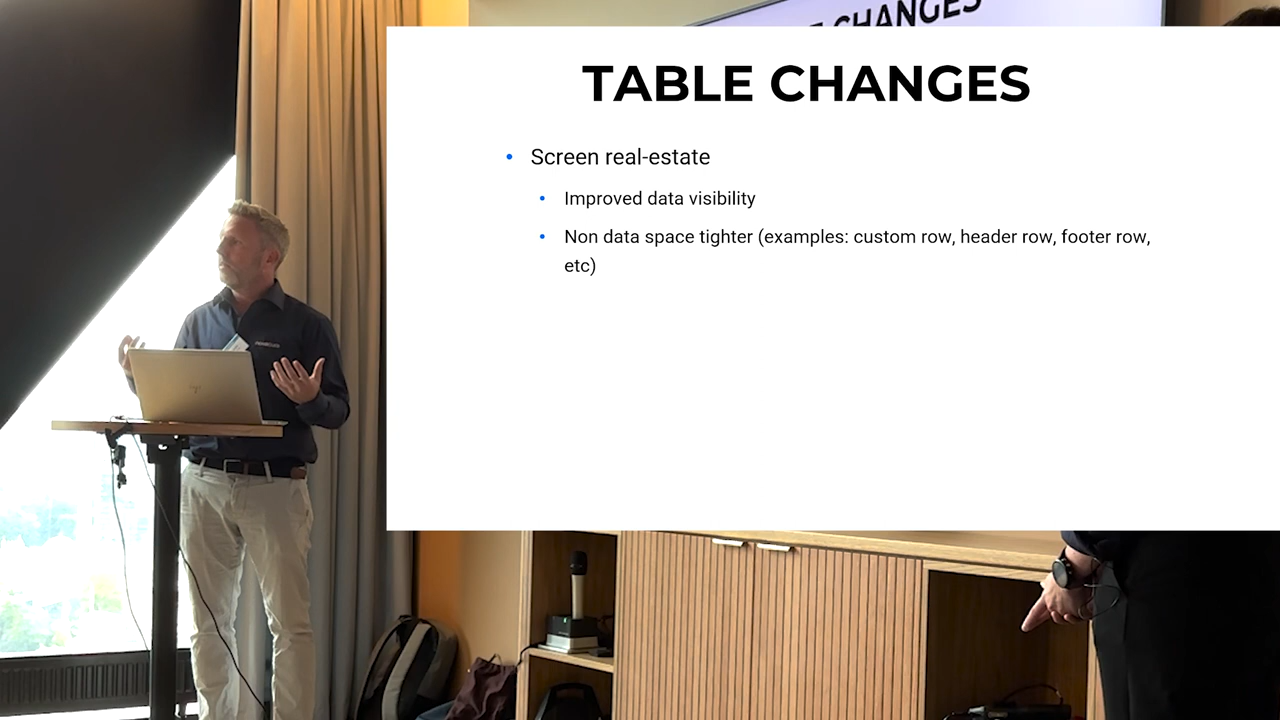 CHANGES
TABLE CHANGES
• Screen real-estate
• Improved data visibility
• Non data space tighter (examples: custom row, header row, footer row,
etc)